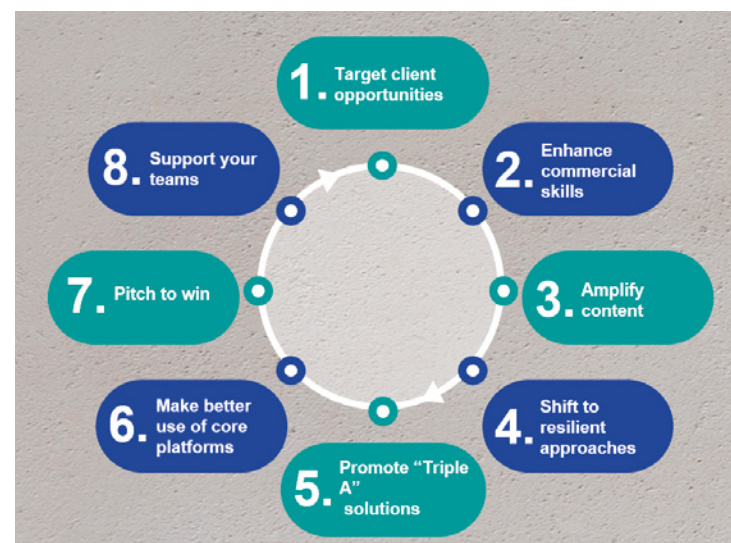 1. Target client
opportunities
2. Enhance
commercial
skills
3. Amplify
content
4. Shift to
resilient
approaches
5. Promote “Triple
A”
solutions
6. Make better
use of core
platforms
7. Pitch to win
8. Support your
teams